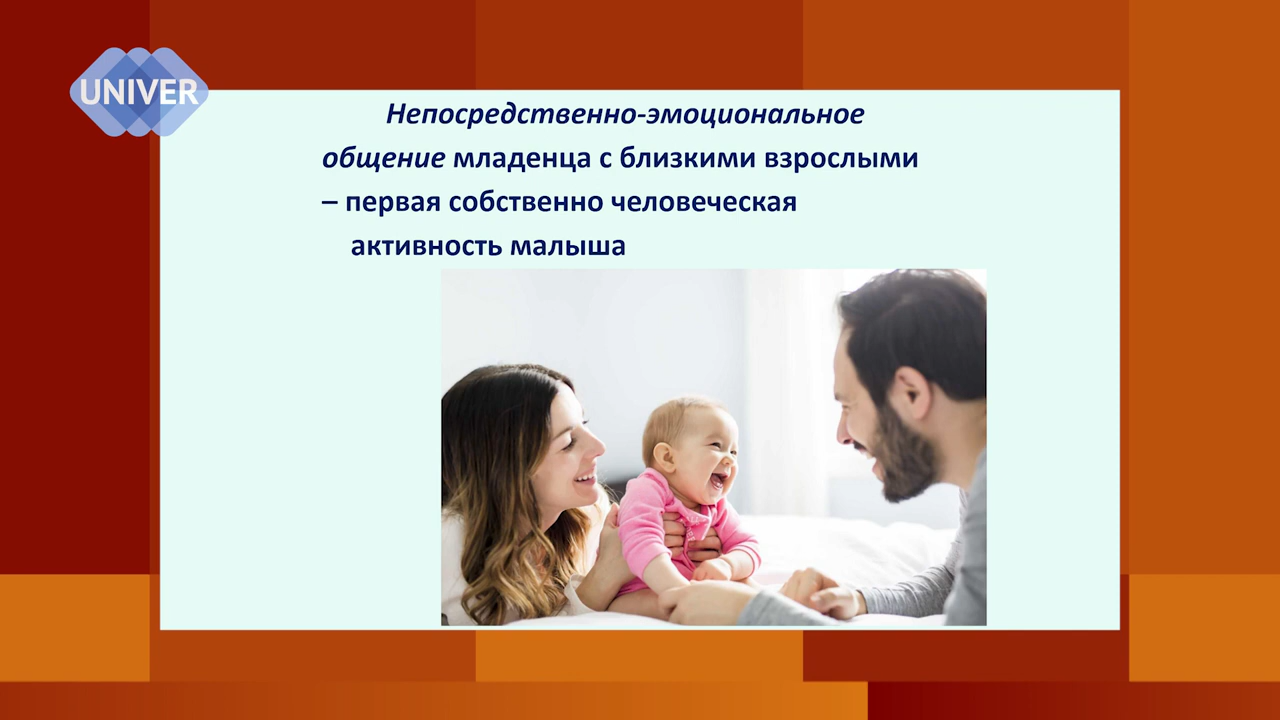 UNIVER
Непосредственно-эмоциональное
общение младенца с близкими взрослыми
– первая собственно человеческая
активность малыша